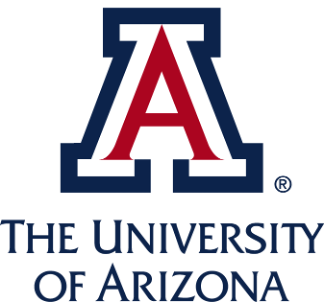 A
®
THE UNIVERSITY
OF ARIZONA